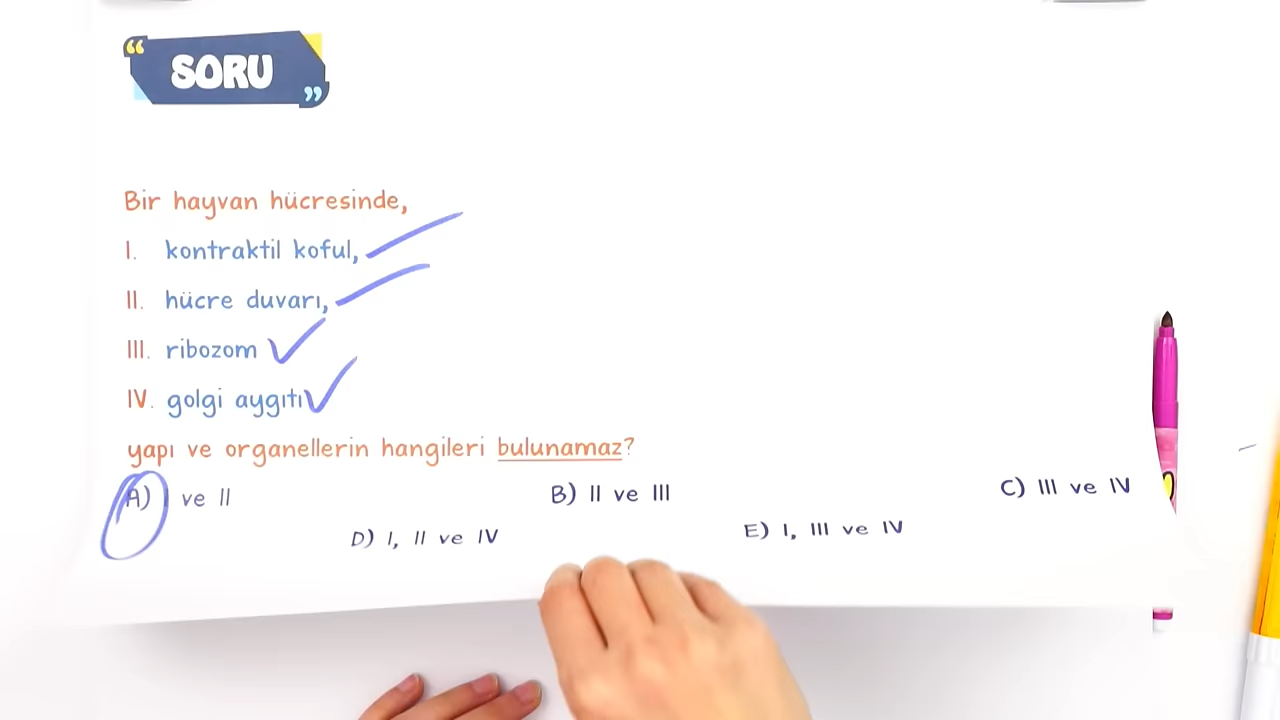 “ SORU ”
Bir hayvan hücresinde,
I. kontraktil koful,
II. hücre duvarı,
III. ribozom
IV. golgi aygıtı
yapı ve organellerin hangileri bulunamaz?
A) I ve II B) II ve III C) III ve IV
D) I, II ve IV E) I, III ve IV